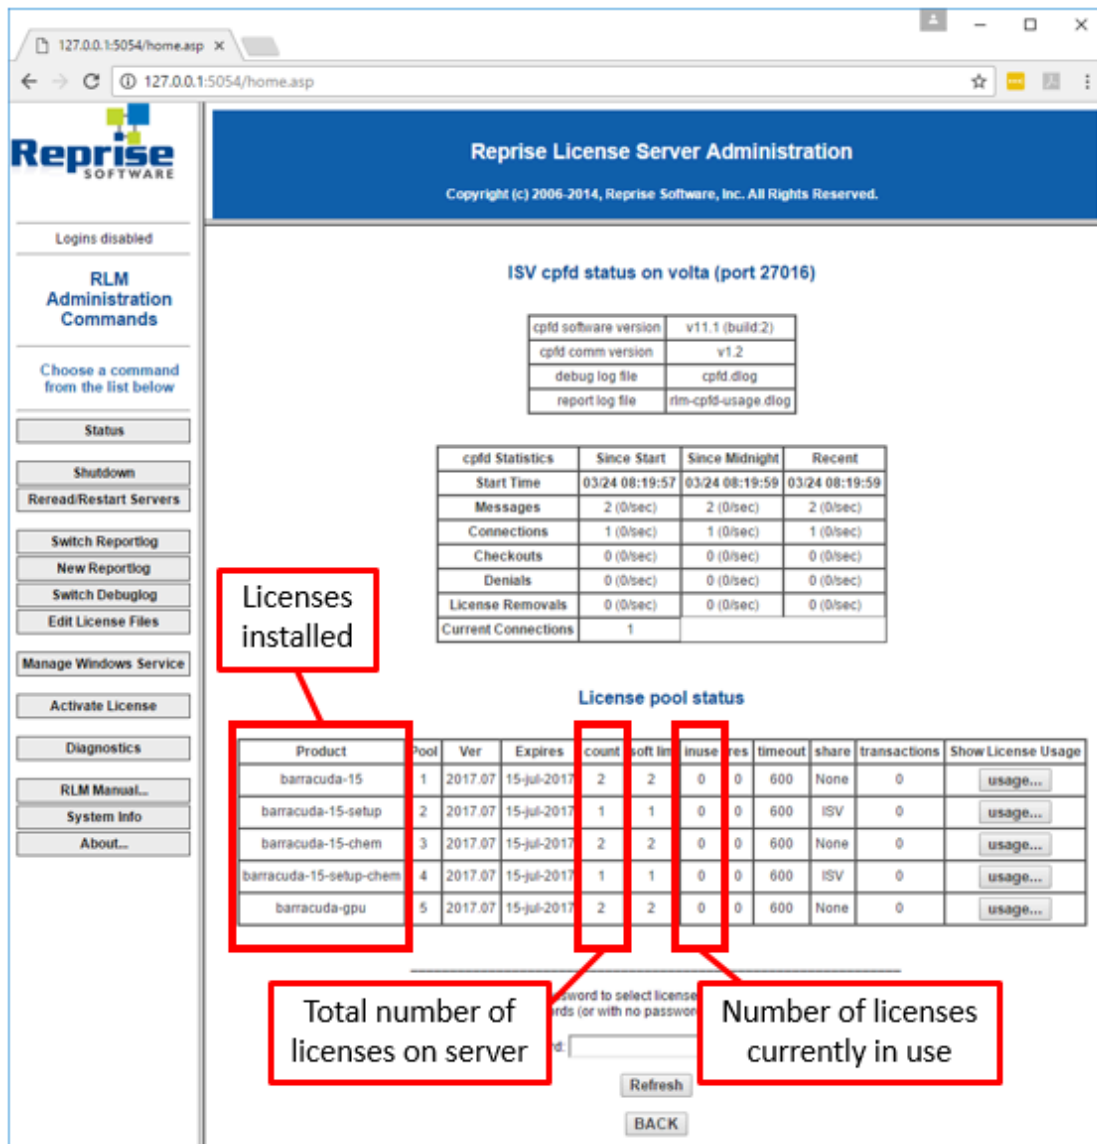 127.0.0.1:5054/home.asp
127.0.0.1:5054/home.asp
Reprise
SOFTWARE
Logins disabled
RLM
Administration
Commands
Choose a command
from the list below
Status
Shutdown
Reread/Restart Servers
Switch Reportlog
New Reportlog
Switch Debuglog
Edit License Files
Manage Windows Service
Activate License
Diagnostics
RLM Manual...
System Info
About...
Reprise License Server Administration
Copyright (c) 2006-2014, Reprise Software, Inc. All Rights Reserved.
ISV cpfd status on volta (port 27016)
cpfd software version v11.1 (build:2)
cpfd comm version v1.2
debug log file cpfd.dlog
report log file rlm-cpfd-usage.dlog
cpfd Statistics Since Start Since Midnight Recent
Start Time 03/24 08:19:57 03/24 08:19:59 03/24 08:19:59
Messages 2 (0/sec) 2 (0/sec) 2 (0/sec)
Connections 1 (0/sec) 1 (0/sec) 1 (0/sec)
Checkouts 0 (0/sec) 0 (0/sec) 0 (0/sec)
Denials 0 (0/sec) 0 (0/sec) 0 (0/sec)
License Removals 0 (0/sec) 0 (0/sec) 0 (0/sec)
Current Connections 1
Licenses
installed
License pool status
Product Pool Ver Expires count soft lim inuse res timeout share transactions Show License Usage
barracuda-15 1 2017.07 15-jul-2017 2 2 0 0 600 None 0 usage...
barracuda-15-setup 2 2017.07 15-jul-2017 1 1 0 0 600 ISV 0 usage...
barracuda-15-chem 3 2017.07 15-jul-2017 2 2 0 0 600 None 0 usage...
barracuda-15-setup-chem 4 2017.07 15-jul-2017 1 1 0 0 600 ISV 0 usage...
barracuda-gpu 5 2017.07 15-jul-2017 2 2 0 0 600 None 0 usage...
to select
(or with no
Total number of
licenses on server
Number of licenses
currently in use
Refresh
BACK